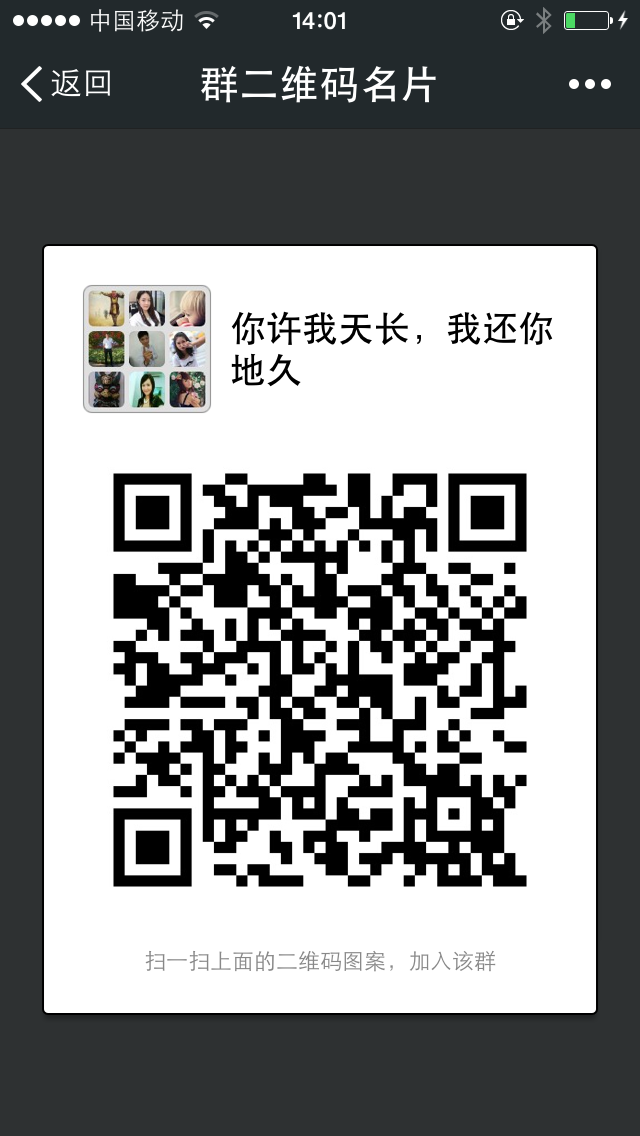 中国移动 14:01
返回 群二维码名片
你许我天长，我还你
地久
扫一扫上面的二维码图案，加入该群